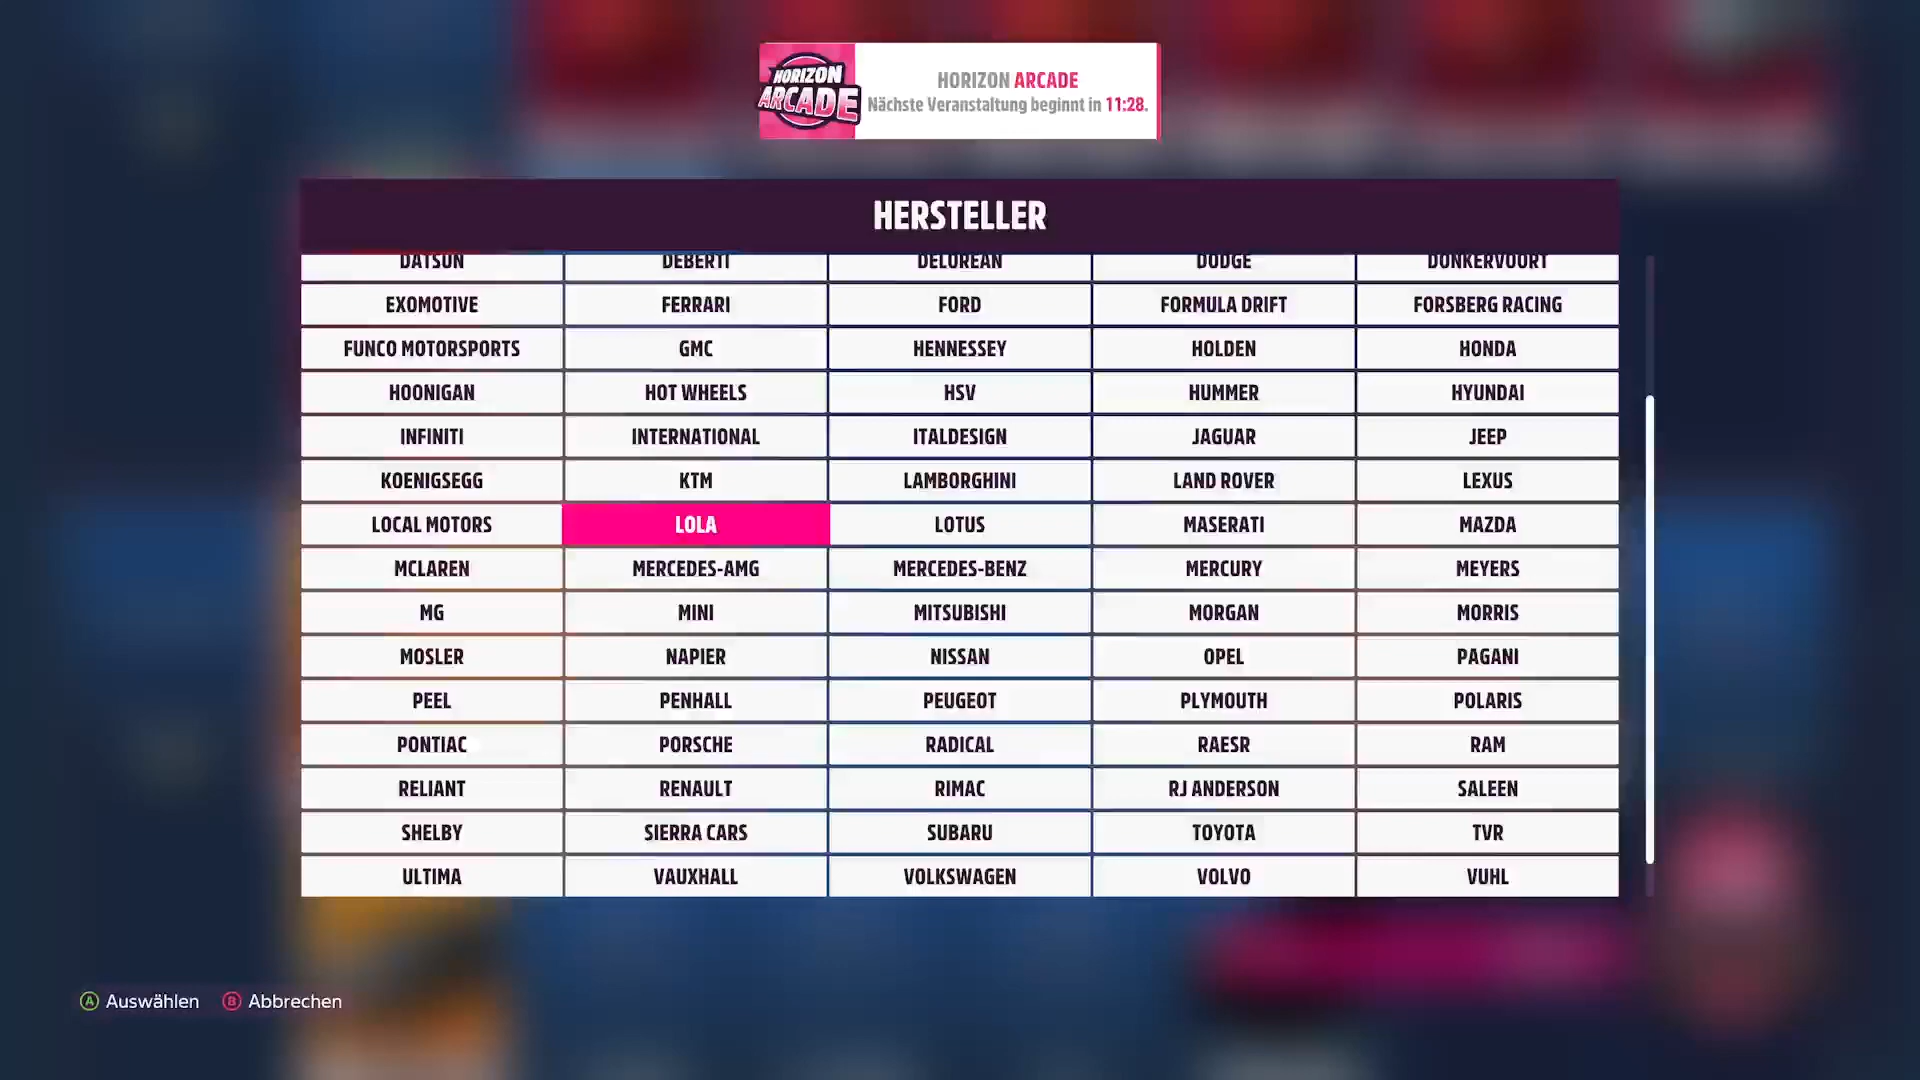 HORIZON
ARCADE
HORIZON ARCADE
Nächste Veranstaltung beginnt in 11:28.
HERSTELLER
DATSUN DEBERTI DELOREAN DODGE DONKERVOORT
EXOMOTIVE FERRARI FORD FORMULA DRIFT FORSBERG RACING
FUNCO MOTORSPORTS GMC HENNESSEY HOLDEN HONDA
HOONIGAN HOT WHEELS HSV HUMMER HYUNDAI
INFINITI INTERNATIONAL ITALDESIGN JAGUAR JEEP
KOENIGSEGG KTM LAMBORGHINI LAND ROVER LEXUS
LOCAL MOTORS LOLA LOTUS MASERATI MAZDA
MCLAREN MERCEDES-AMG MERCEDES-BENZ MERCURY MEYERS
MG MINI MITSUBISHI MORGAN MORRIS
MOSLER NAPIER NISSAN OPEL PAGANI
PEEL PENHALL PEUGEOT PLYMOUTH POLARIS
PONTIAC PORSCHE RADICAL RAESR RAM
RELIANT RENAULT RIMAC RJ ANDERSON SALEEN
SHELBY SIERRA CARS SUBARU TOYOTA TVR
ULTIMA VAUXHALL VOLKSWAGEN VOLVO VUHL
A Auswählen B Abbrechen